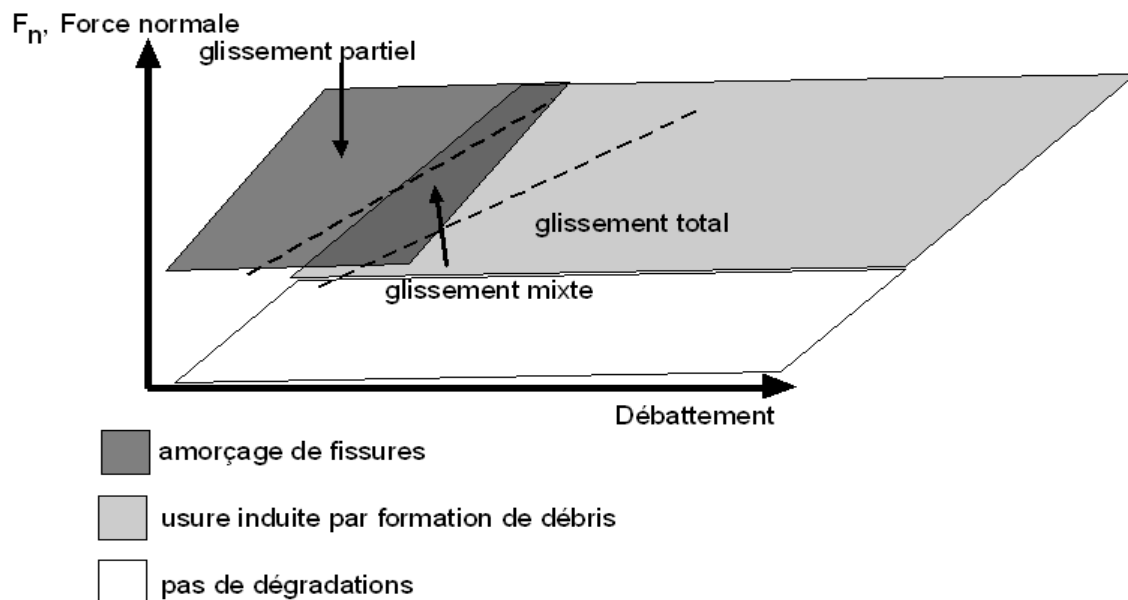 Fn, Force normale
glissement partiel
glissement total
glissement mixte
Débattement
amorçage de fissures
usure induite par formation de débris
pas de dégradations